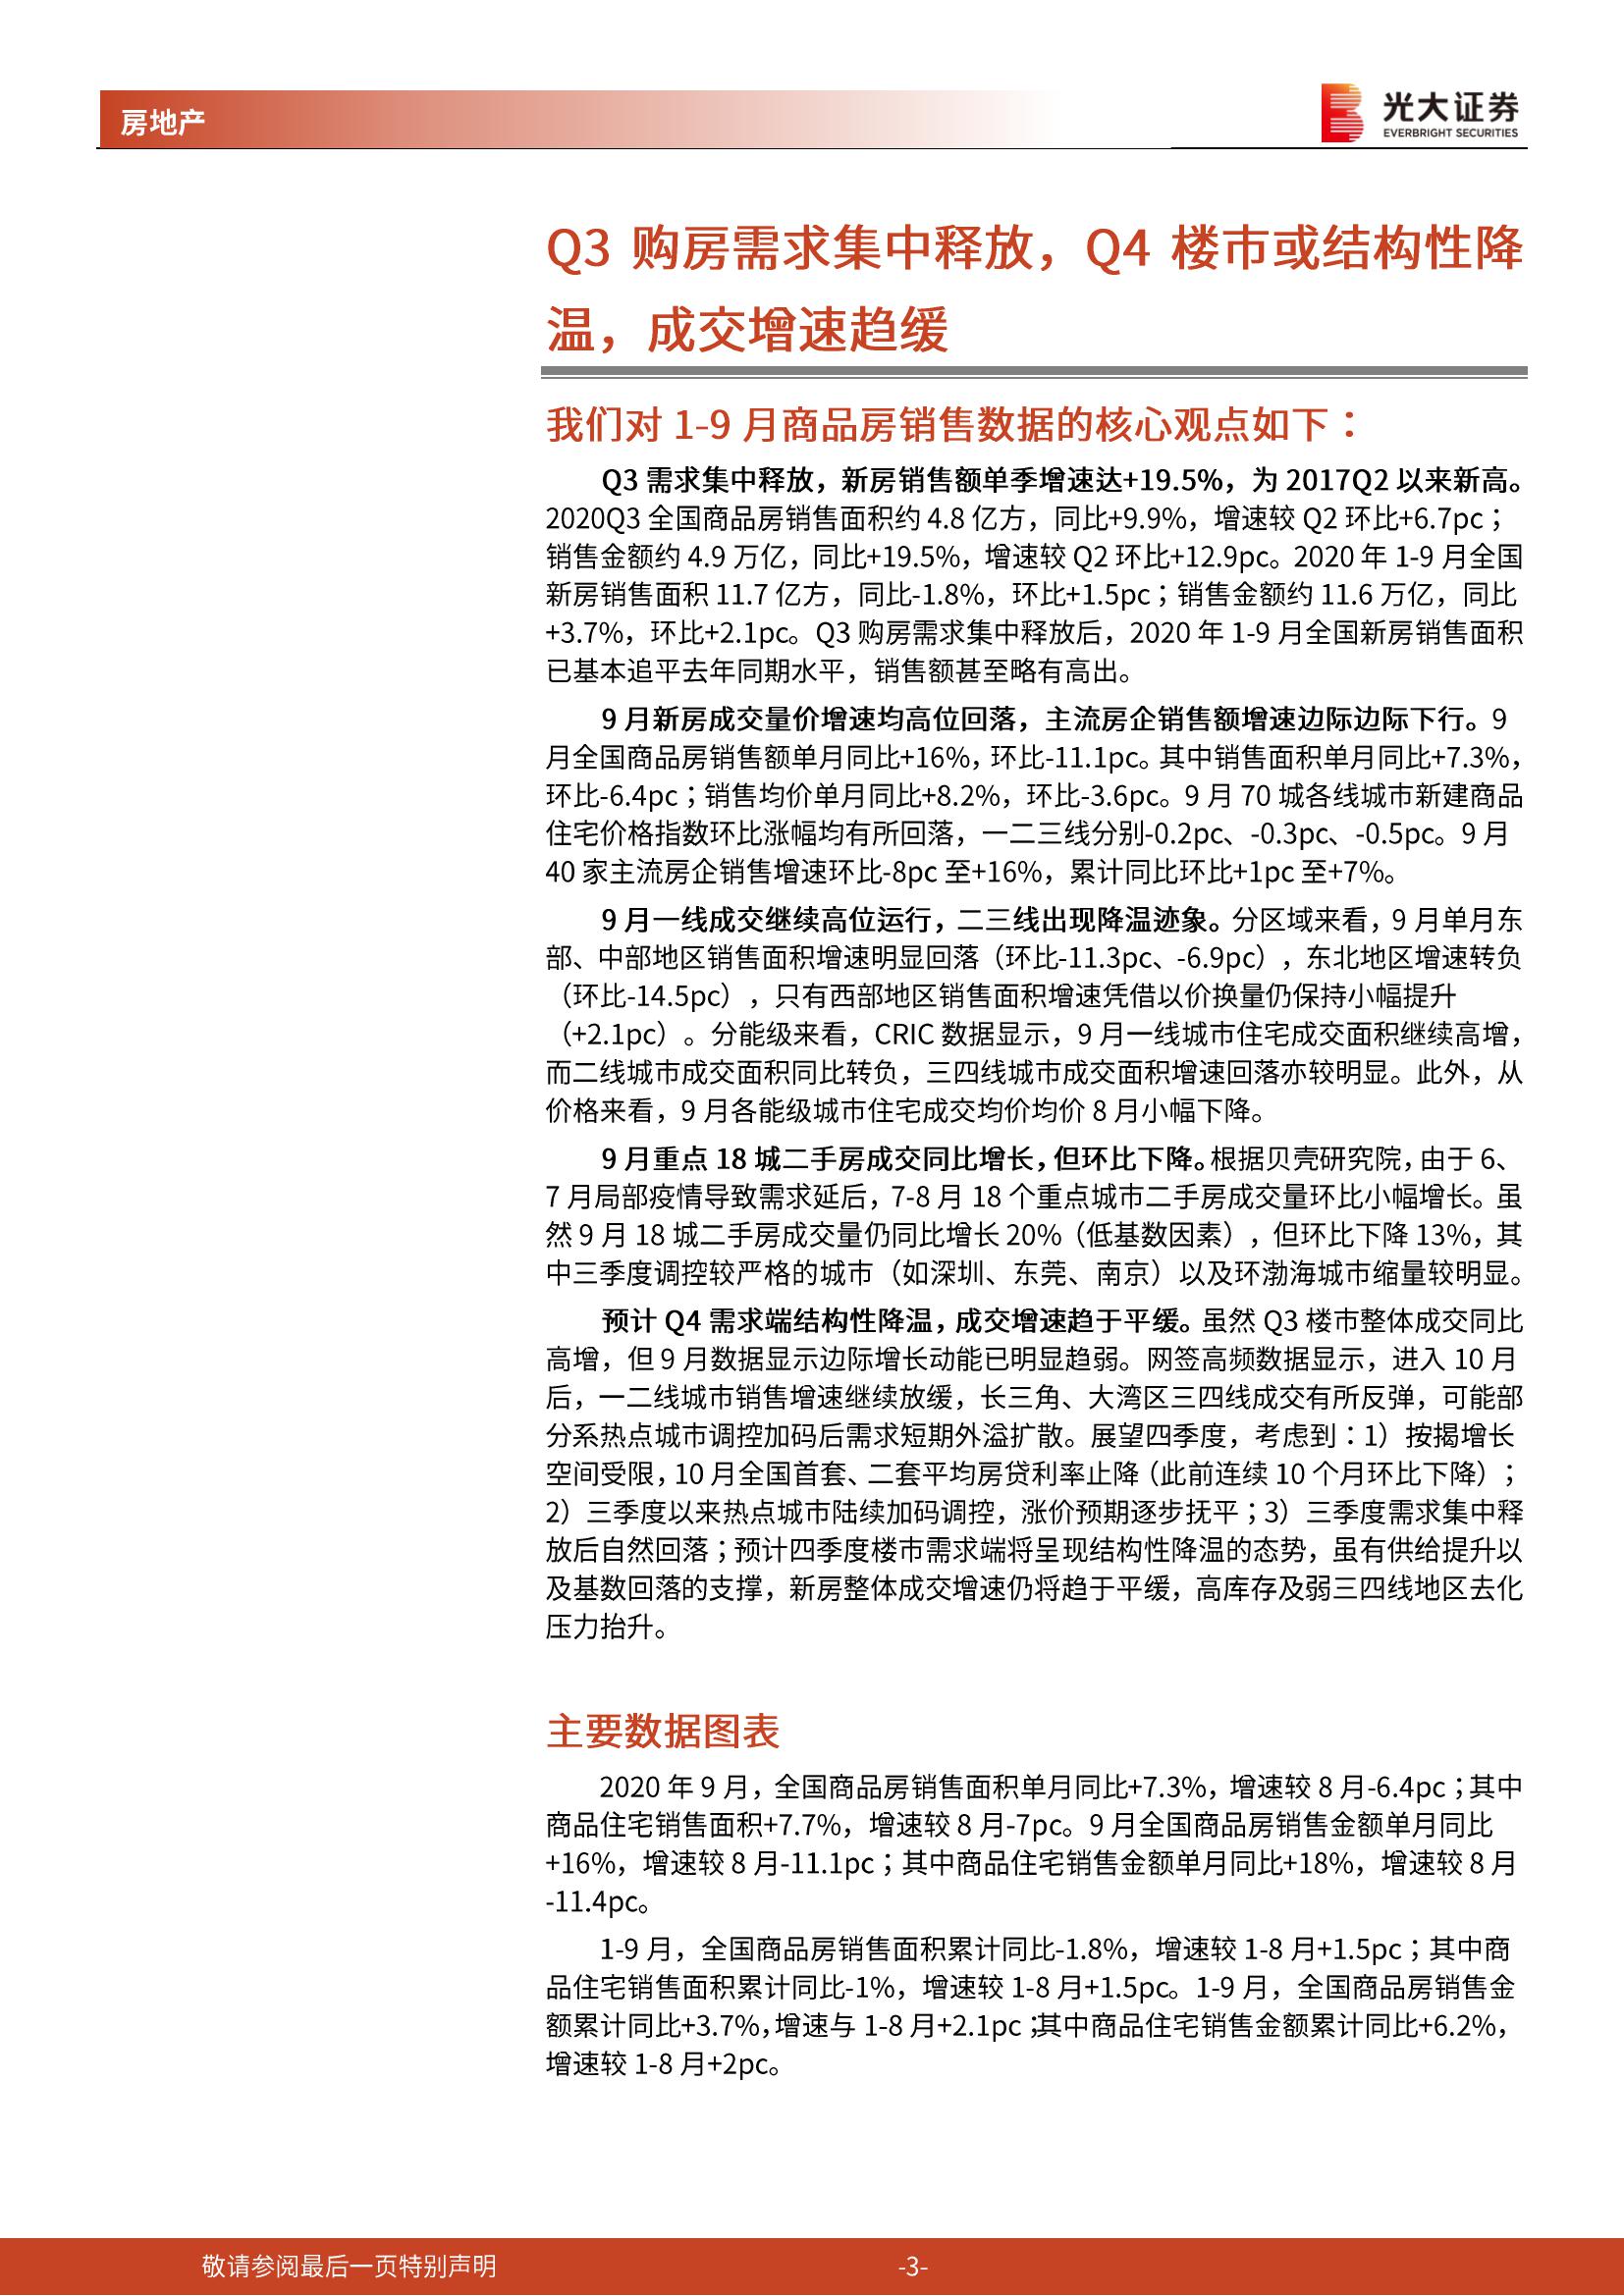 房地产
光大证券
EVERBRIGHT SECURITIES
Q3 购房需求集中释放，Q4 楼市或结构性降
温，成交增速趋缓
我们对 1-9 月商品房销售数据的核心观点如下：
Q3 需求集中释放，新房销售额单季增速达+19.5%，为 2017Q2 以来新高。
2020Q3 全国商品房销售面积约 4.8 亿方，同比+9.9%，增速较 Q2 环比+6.7pc；
销售金额约 4.9 万亿，同比+19.5%，增速较 Q2 环比+12.9pc。2020 年 1-9 月全国
新房销售面积 11.7 亿方，同比-1.8%，环比+1.5pc；销售金额约 11.6 万亿，同比
+3.7%，环比+2.1pc。Q3 购房需求集中释放后，2020 年 1-9 月全国新房销售面积
已基本追平去年同期水平，销售额甚至略有高出。
9 月新房成交量价增速均高位回落，主流房企销售额增速边际边际下行。9
月全国商品房销售额单月同比+16%，环比-11.1pc。其中销售面积单月同比+7.3%，
环比-6.4pc；销售均价单月同比+8.2%，环比-3.6pc。9 月 70 城各线城市新建商品
住宅价格指数环比涨幅均有所回落，一二三线分别-0.2pc、-0.3pc、-0.5pc。9 月
40 家主流房企销售增速环比-8pc 至+16%，累计同比环比+1pc 至+7%。
9 月一线成交继续高位运行，二三线出现降温迹象。分区域来看，9 月单月东
部、中部地区销售面积增速明显回落（环比-11.3pc、-6.9pc），东北地区增速转负
（环比-14.5pc），只有西部地区销售面积增速凭借以价换量仍保持小幅提升
（+2.1pc）。分能级来看，CRIC 数据显示，9 月一线城市住宅成交面积继续高增，
而二线城市成交面积同比转负，三四线城市成交面积增速回落亦较明显。此外，从
价格来看，9 月各能级城市住宅成交均价均价 8 月小幅下降。
9 月重点 18 城二手房成交同比增长，但环比下降。根据贝壳研究院，由于 6、
7 月局部疫情导致需求延后，7-8 月 18 个重点城市二手房成交量环比小幅增长。虽
然 9 月 18 城二手房成交量仍同比增长 20%（低基数因素），但环比下降 13%，其
中三季度调控较严格的城市（如深圳、东莞、南京）以及环渤海城市缩量较明显。
预计 Q4 需求端结构性降温，成交增速趋于平缓。虽然 Q3 楼市整体成交同比
高增，但 9 月数据显示边际增长动能已明显趋弱。网签高频数据显示，进入 10 月
后，一二线城市销售增速继续放缓，长三角、大湾区三四线成交有所反弹，可能部
分系热点城市调控加码后需求短期外溢扩散。展望四季度，考虑到：1）按揭增长
空间受限，10 月全国首套、二套平均房贷利率止降（此前连续 10 个月环比下降）；
2）三季度以来热点城市陆续加码调控，涨价预期逐步抚平；3）三季度需求集中释
放后自然回落；预计四季度楼市需求端将呈现结构性降温的态势，虽有供给提升以
及基数回落的支撑，新房整体成交增速仍将趋于平缓，高库存及弱三四线地区去化
压力抬升。
主要数据图表
2020 年 9 月，全国商品房销售面积单月同比+7.3%，增速较 8 月-6.4pc；其中
商品住宅销售面积+7.7%，增速较 8 月-7pc。9 月全国商品房销售金额单月同比
+16%，增速较 8 月-11.1pc；其中商品住宅销售金额单月同比+18%，增速较 8 月
-11.4pc。
1-9 月，全国商品房销售面积累计同比-1.8%，增速较 1-8 月+1.5pc；其中商
品住宅销售面积累计同比-1%，增速较 1-8 月+1.5pc。1-9 月，全国商品房销售金
额累计同比+3.7%，增速与 1-8 月+2.1pc；其中商品住宅销售金额累计同比+6.2%，
增速较 1-8 月+2pc。
敬请参阅最后一页特别声明
-3-